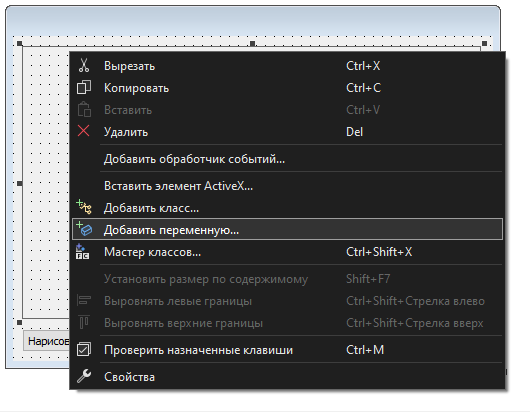 Вырезать Ctrl+X
Копировать Ctrl+C
Вставить Ctrl+V
Удалить Del
Добавить обработчик событий...
Вставить элемент ActiveX...
Добавить класс...
Добавить переменную...
Мастер классов... Ctrl+Shift+X
Установить размер по содержимому Shift+F7
Выровнять левые границы Ctrl+Shift+Стрелка влево
Выровнять верхние границы Ctrl+Shift+Стрелка вверх
Нарисов
Проверить назначенные клавиши Ctrl+M
Свойства